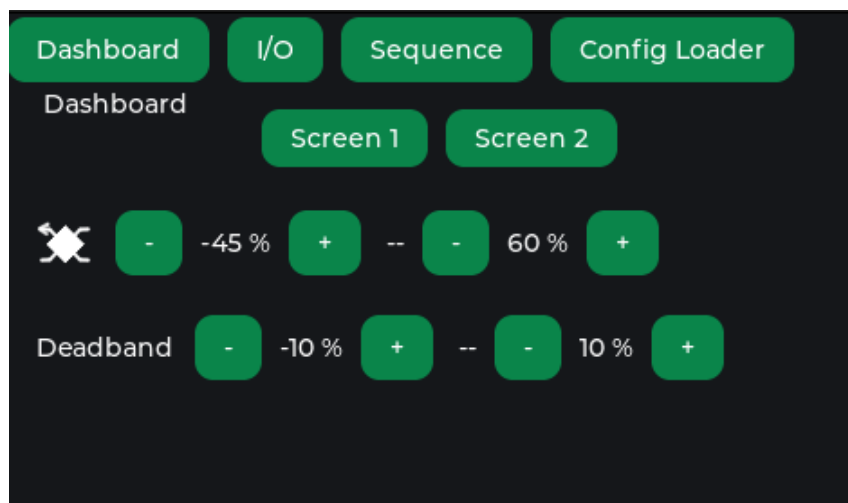 Dashboard I/O Sequence Config Loader
Dashboard
Screen 1 Screen 2
- -45 % + -- - 60 % +
Deadband - -10 % + -- - 10 % +